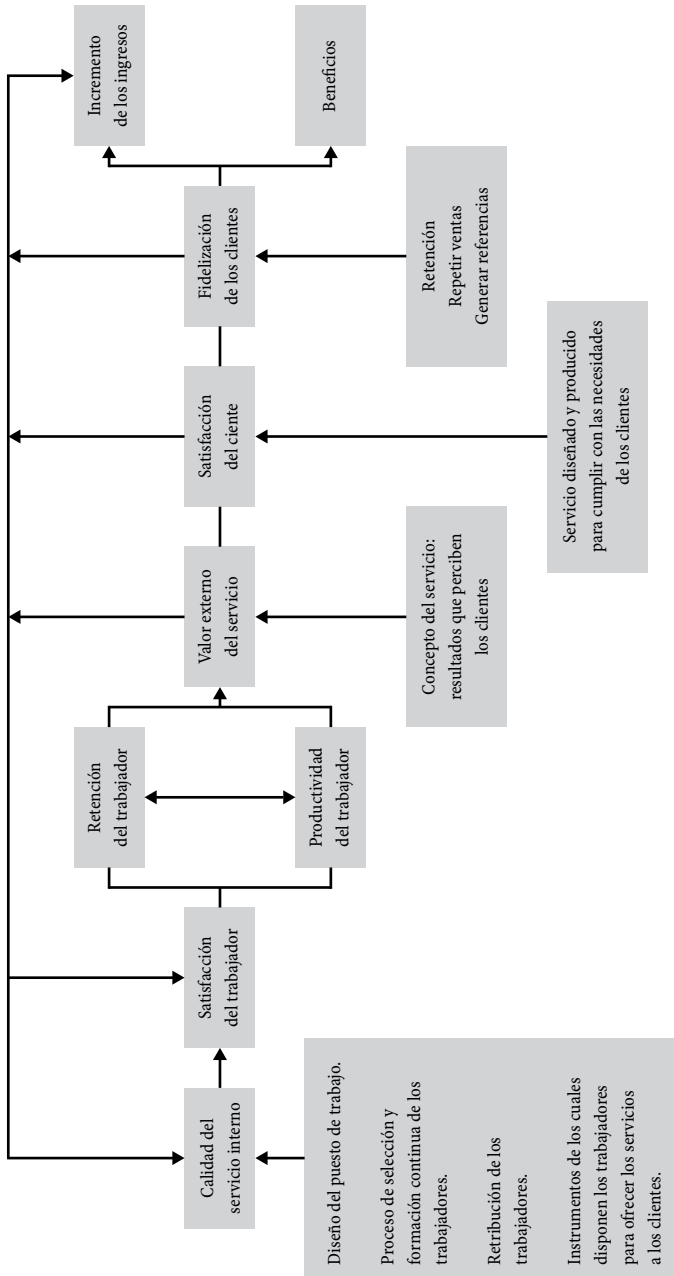 Calidad del
servicio interno
Diseño del puesto de trabajo.
Proceso de selección y
formación continua de los
trabajadores.
Retribución de los
trabajadores.
Instrumentos de los cuales
disponen los trabajadores
para ofrecer los servicios
a los clientes.
Satisfacción
del trabajador
Retención
del trabajador
Productividad
del trabajador
Valor externo
del servicio
Concepto del servicio:
resultados que perciben
los clientes
Satisfacción
del ciente
Servicio diseñado y producido
para cumplir con las necesidades
de los clientes
Fidelización
de los clientes
Retención
Repetir ventas
Generar referencias
Incremento
de los ingresos
Beneficios